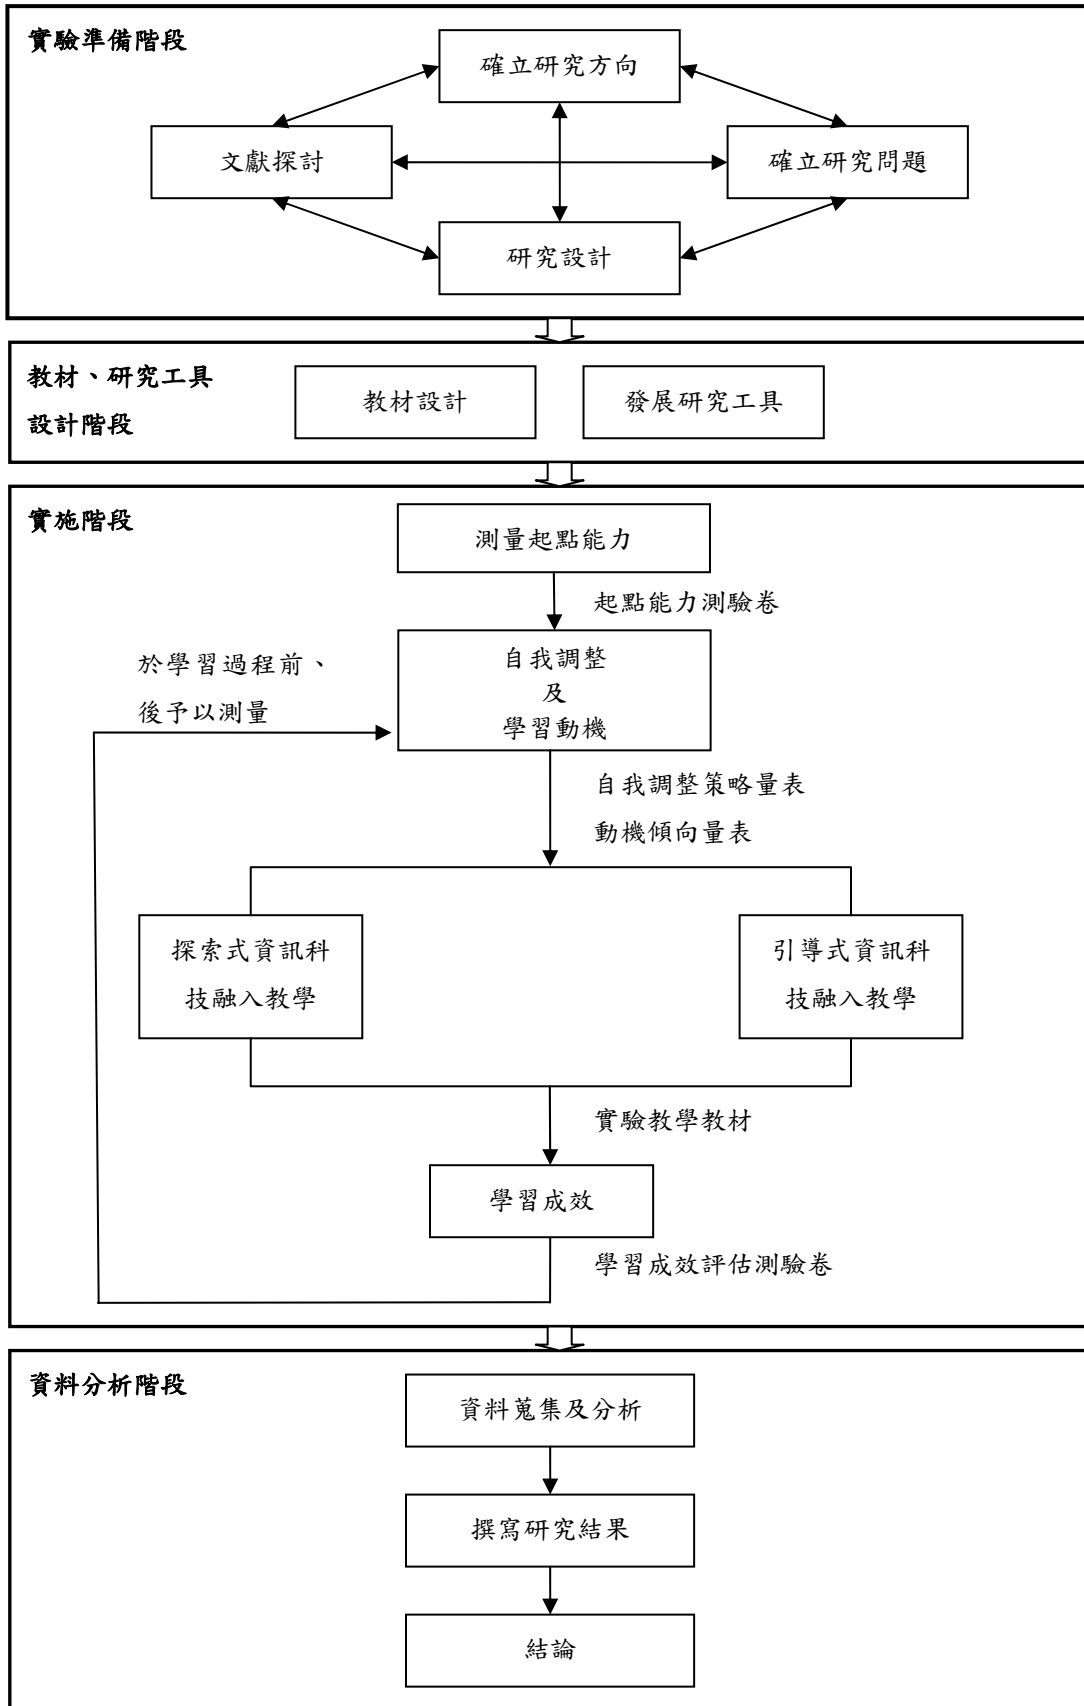 實驗準備階段
確立研究方向
文獻探討
確立研究問題
研究設計
教材、研究工具
設計階段
教材設計
發展研究工具
實施階段
測量起點能力
起點能力測驗卷
於學習過程前、
後予以測量
自我調整
及
學習動機
自我調整策略量表
動機傾向量表
探索式資訊科
技融入教學
引導式資訊科
技融入教學
實驗教學教材
學習成效
學習成效評估測驗卷
資料分析階段
資料蒐集及分析
撰寫研究結果
結論